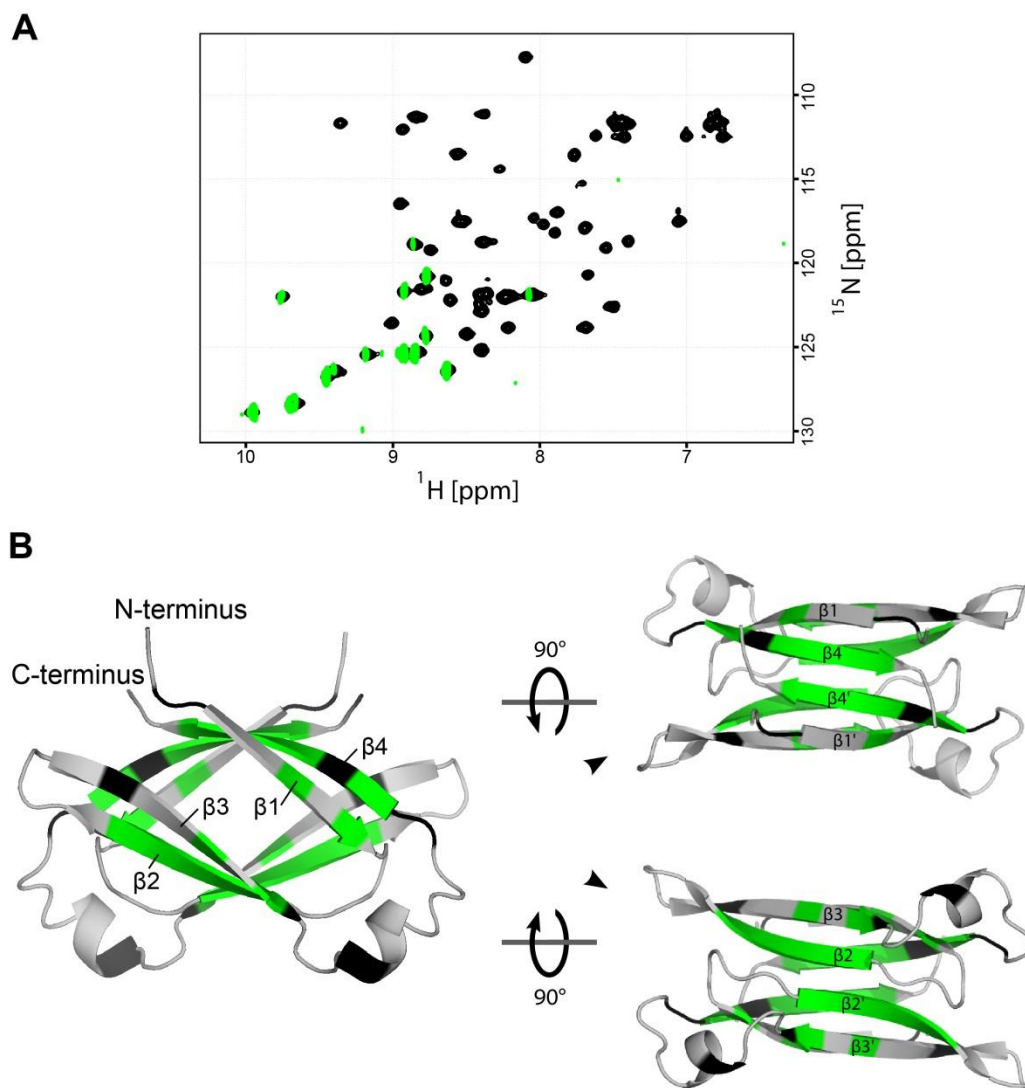 A
110
115
120
125
130
15N [ppm]
10
9
8
7
1H [ppm]
B
N-terminus
C-terminus
β4
β3
β1
β2
90°
β1
β4
β4'
β1'
90°
β3
β2
β2'
β3'